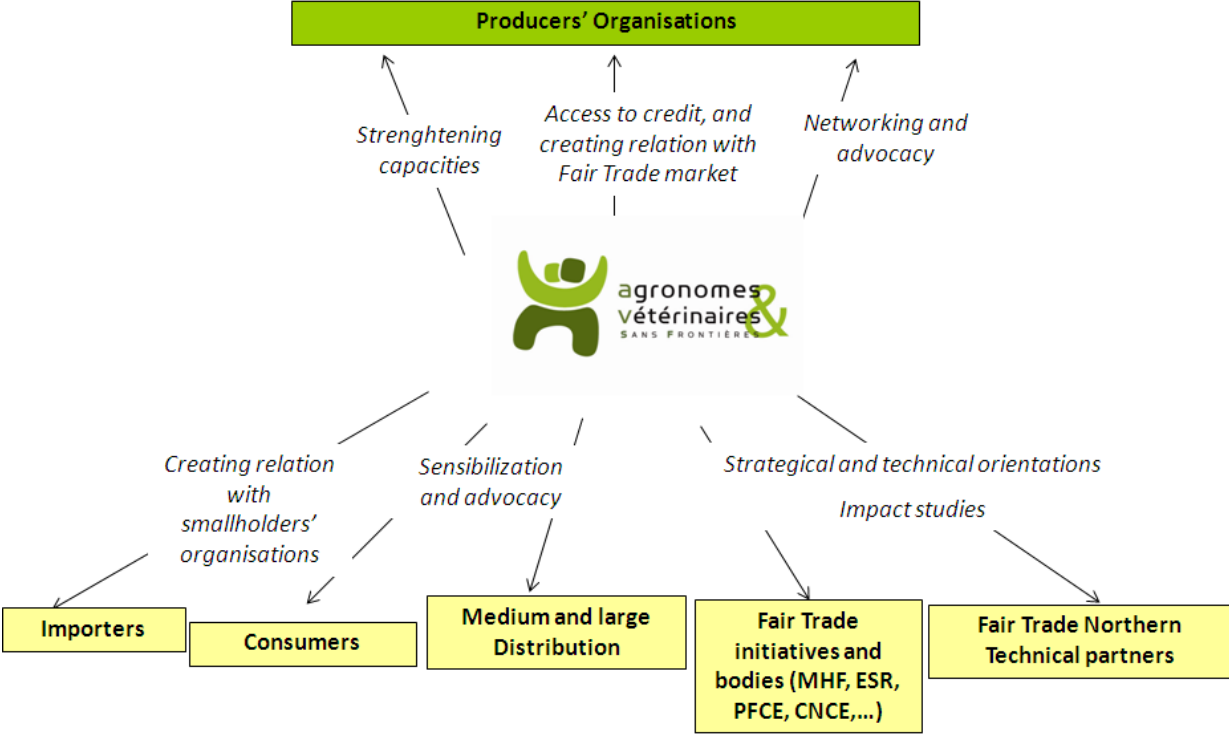 Producers’ Organisations
Strenghtening
capacities
Access to credit, and
creating relation with
Fair Trade market
Networking and
advocacy
agronomes &
vétérinaires
SANS FRONTIÈRES
Creating relation
with
smallholders’
organisations
Sensibilization
and advocacy
Strategical and technical orientations
Impact studies
Importers
Consumers
Medium and large
Distribution
Fair Trade
initiatives and
bodies (MHF, ESR,
PFCE, CNCE,...)
Fair Trade Northern
Technical partners